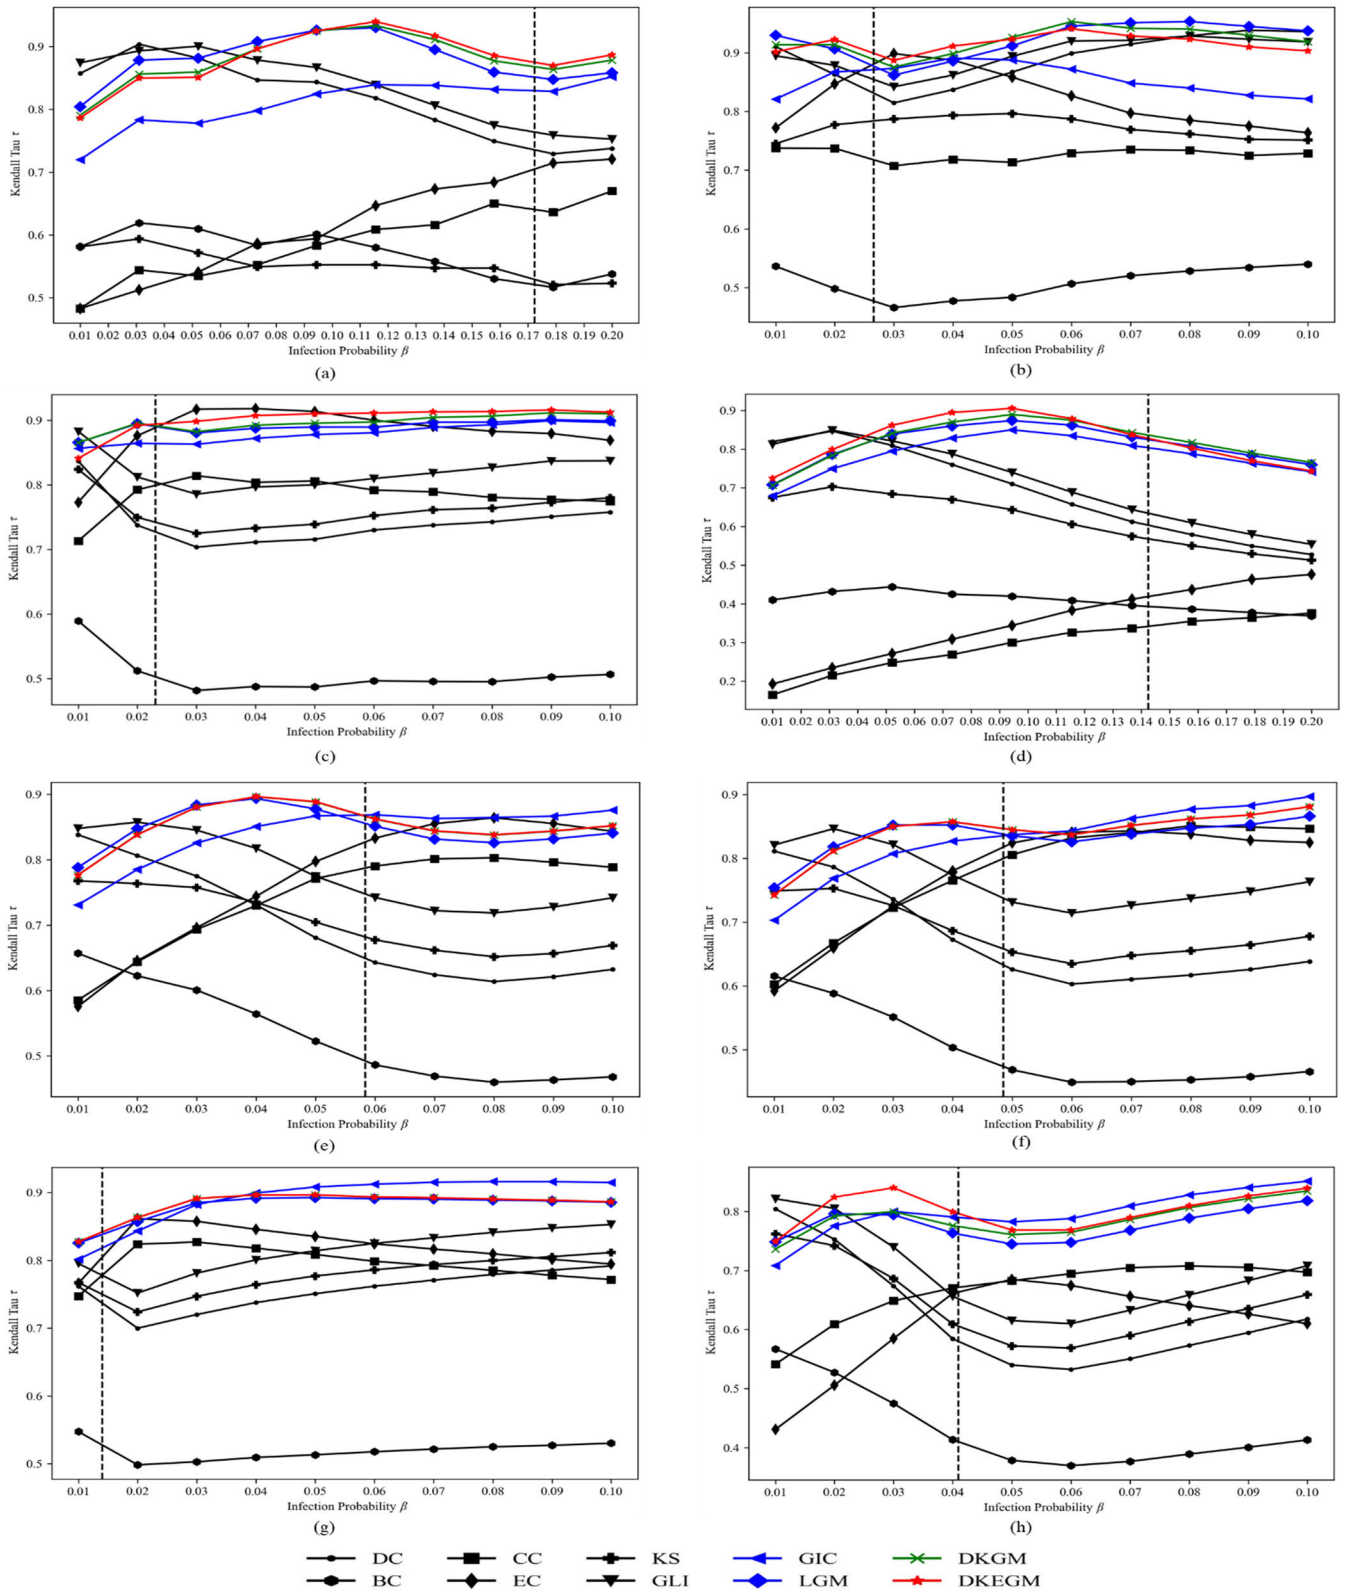 0.9
0.8
0.7
0.6
0.5
Kendall Tau τ
0.01 0.02 0.03 0.04 0.05 0.06 0.07 0.08 0.09 0.10 0.11 0.12 0.13 0.14 0.15 0.16 0.17 0.18 0.19 0.20
Infection Probability β
(a)
0.9
0.8
0.7
0.6
0.5
Kendall Tau τ
0.01 0.02 0.03 0.04 0.05 0.06 0.07 0.08 0.09 0.10
Infection Probability β
(b)
0.9
0.8
0.7
0.6
0.5
Kendall Tau τ
0.01 0.02 0.03 0.04 0.05 0.06 0.07 0.08 0.09 0.10
Infection Probability β
(c)
0.9
0.8
0.7
0.6
0.5
0.4
0.3
0.2
Kendall Tau τ
0.01 0.02 0.03 0.04 0.05 0.06 0.07 0.08 0.09 0.10 0.11 0.12 0.13 0.14 0.15 0.16 0.17 0.18 0.19 0.20
Infection Probability β
(d)
0.9
0.8
0.7
0.6
0.5
Kendall Tau τ
0.01 0.02 0.03 0.04 0.05 0.06 0.07 0.08 0.09 0.10
Infection Probability β
(e)
0.9
0.8
0.7
0.6
0.5
Kendall Tau τ
0.01 0.02 0.03 0.04 0.05 0.06 0.07 0.08 0.09 0.10
Infection Probability β
(f)
0.9
0.8
0.7
0.6
0.5
Kendall Tau τ
0.01 0.02 0.03 0.04 0.05 0.06 0.07 0.08 0.09 0.10
Infection Probability β
(g)
0.8
0.7
0.6
0.5
0.4
Kendall Tau τ
0.01 0.02 0.03 0.04 0.05 0.06 0.07 0.08 0.09 0.10
Infection Probability β
(h)
DC CC KS GIC DKGM
BC EC GLI LGM DKEGM